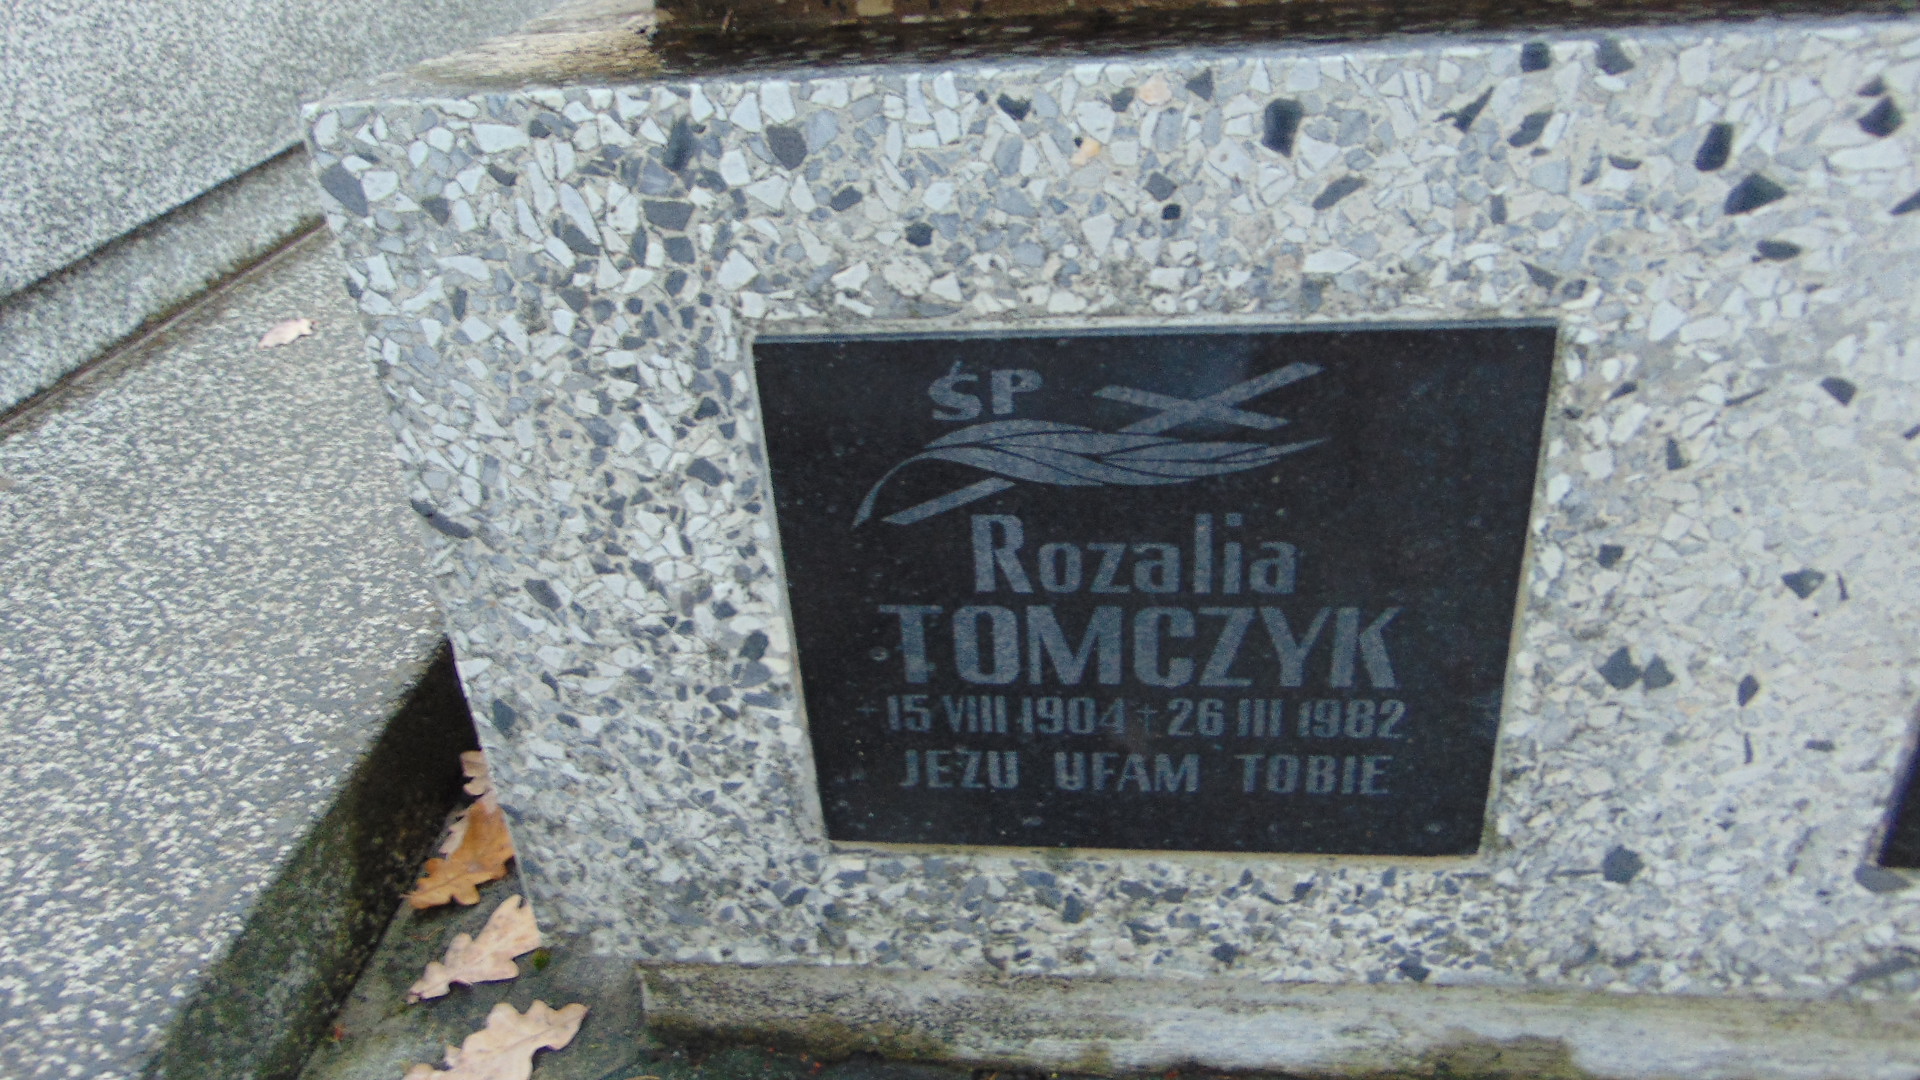 ŚP
Rozalia
TOMCZYK
+ 15 VIII 1904 + 26 III 1982
JEZU UFAM TOBIE